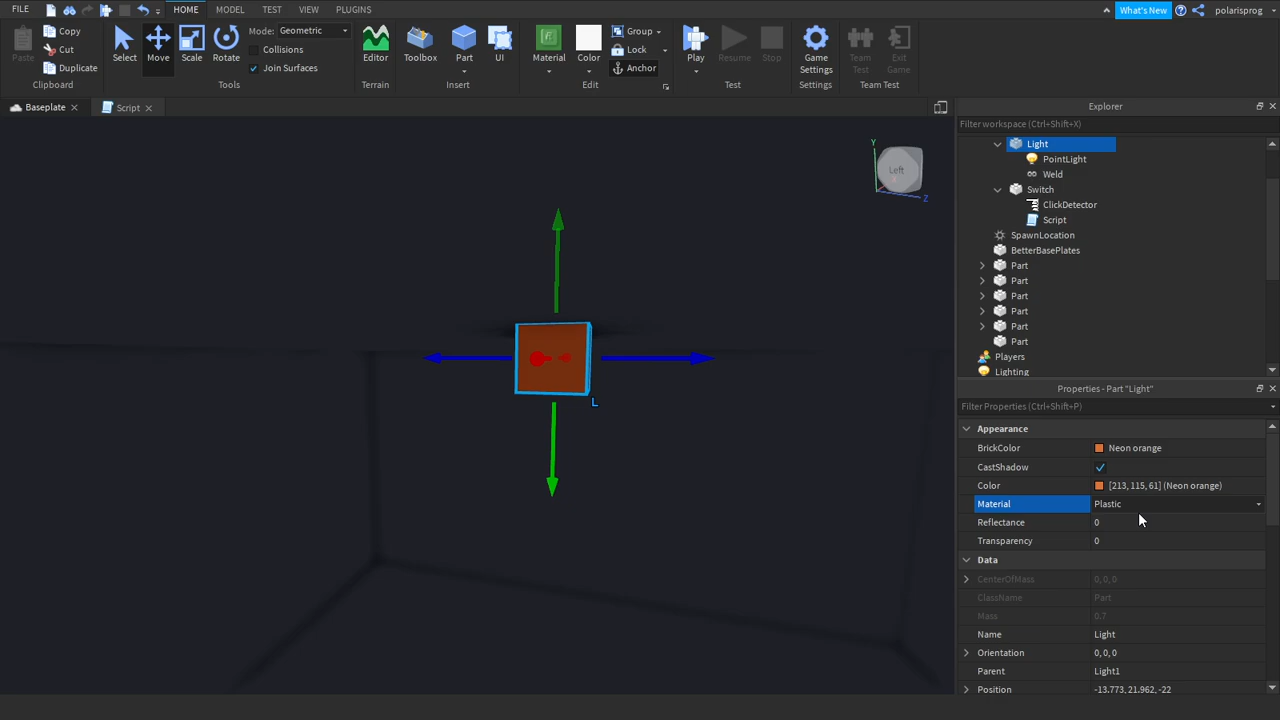 FILE HOME MODEL TEST VIEW PLUGINS What's New polarisprog
Paste Copy Cut Duplicate Select Move Scale Rotate Mode: Geometric Collisions Join Surfaces Editor Toolbox Part UI Material Color Group Lock Anchor Play Resume Stop Game Settings Team Test Exit Game
Clipboard Tools Terrain Insert Edit Test Settings Team Test
Baseplate Script
Explorer
Filter workspace (Ctrl+Shift+X)
Light
PointLight
Weld
Switch
ClickDetector
Script
SpawnLocation
BetterBasePlates
Part
Part
Part
Part
Part
Part
Players
Lighting
Y
Left
Z
L
Properties - Part "Light"
Filter Properties (Ctrl+Shift+P)
Appearance
BrickColor Neon orange
CastShadow
Color [213, 115, 61] (Neon orange)
Material Plastic
Reflectance 0
Transparency 0
Data
CenterOfMass 0, 0, 0
ClassName Part
Mass 0.7
Name Light
Orientation 0, 0, 0
Parent Light1
Position -13.773, 21.962, -22